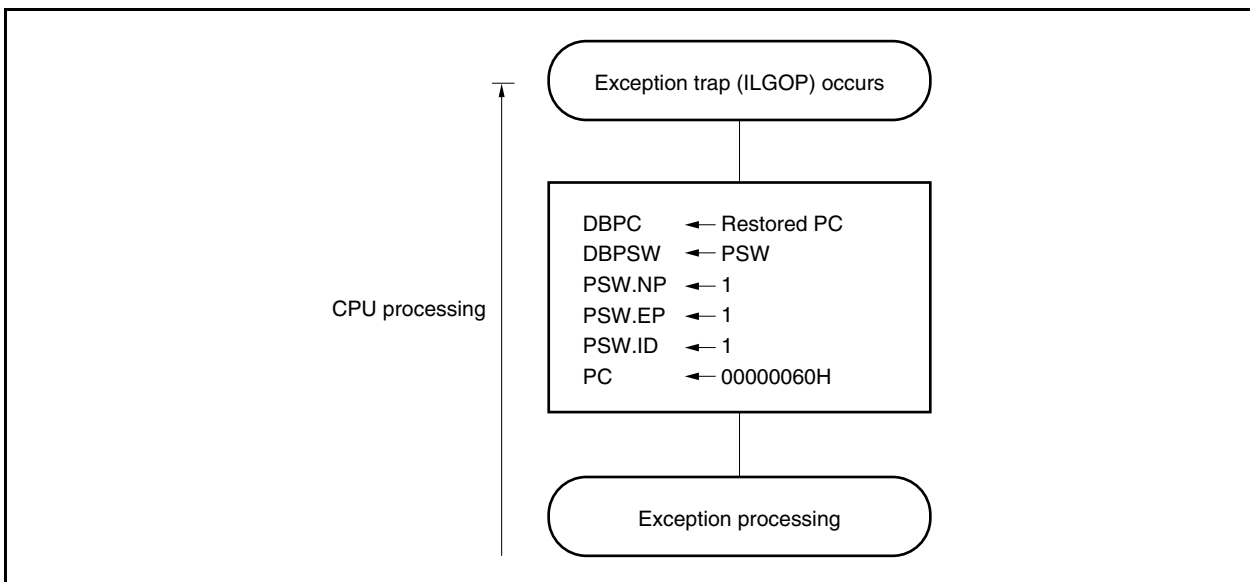 Exception trap (ILGOP) occurs
DBPC ← Restored PC
DBPSW ← PSW
PSW.NP ← 1
PSW.EP ← 1
PSW.ID ← 1
PC ← 00000060H
CPU processing
Exception processing